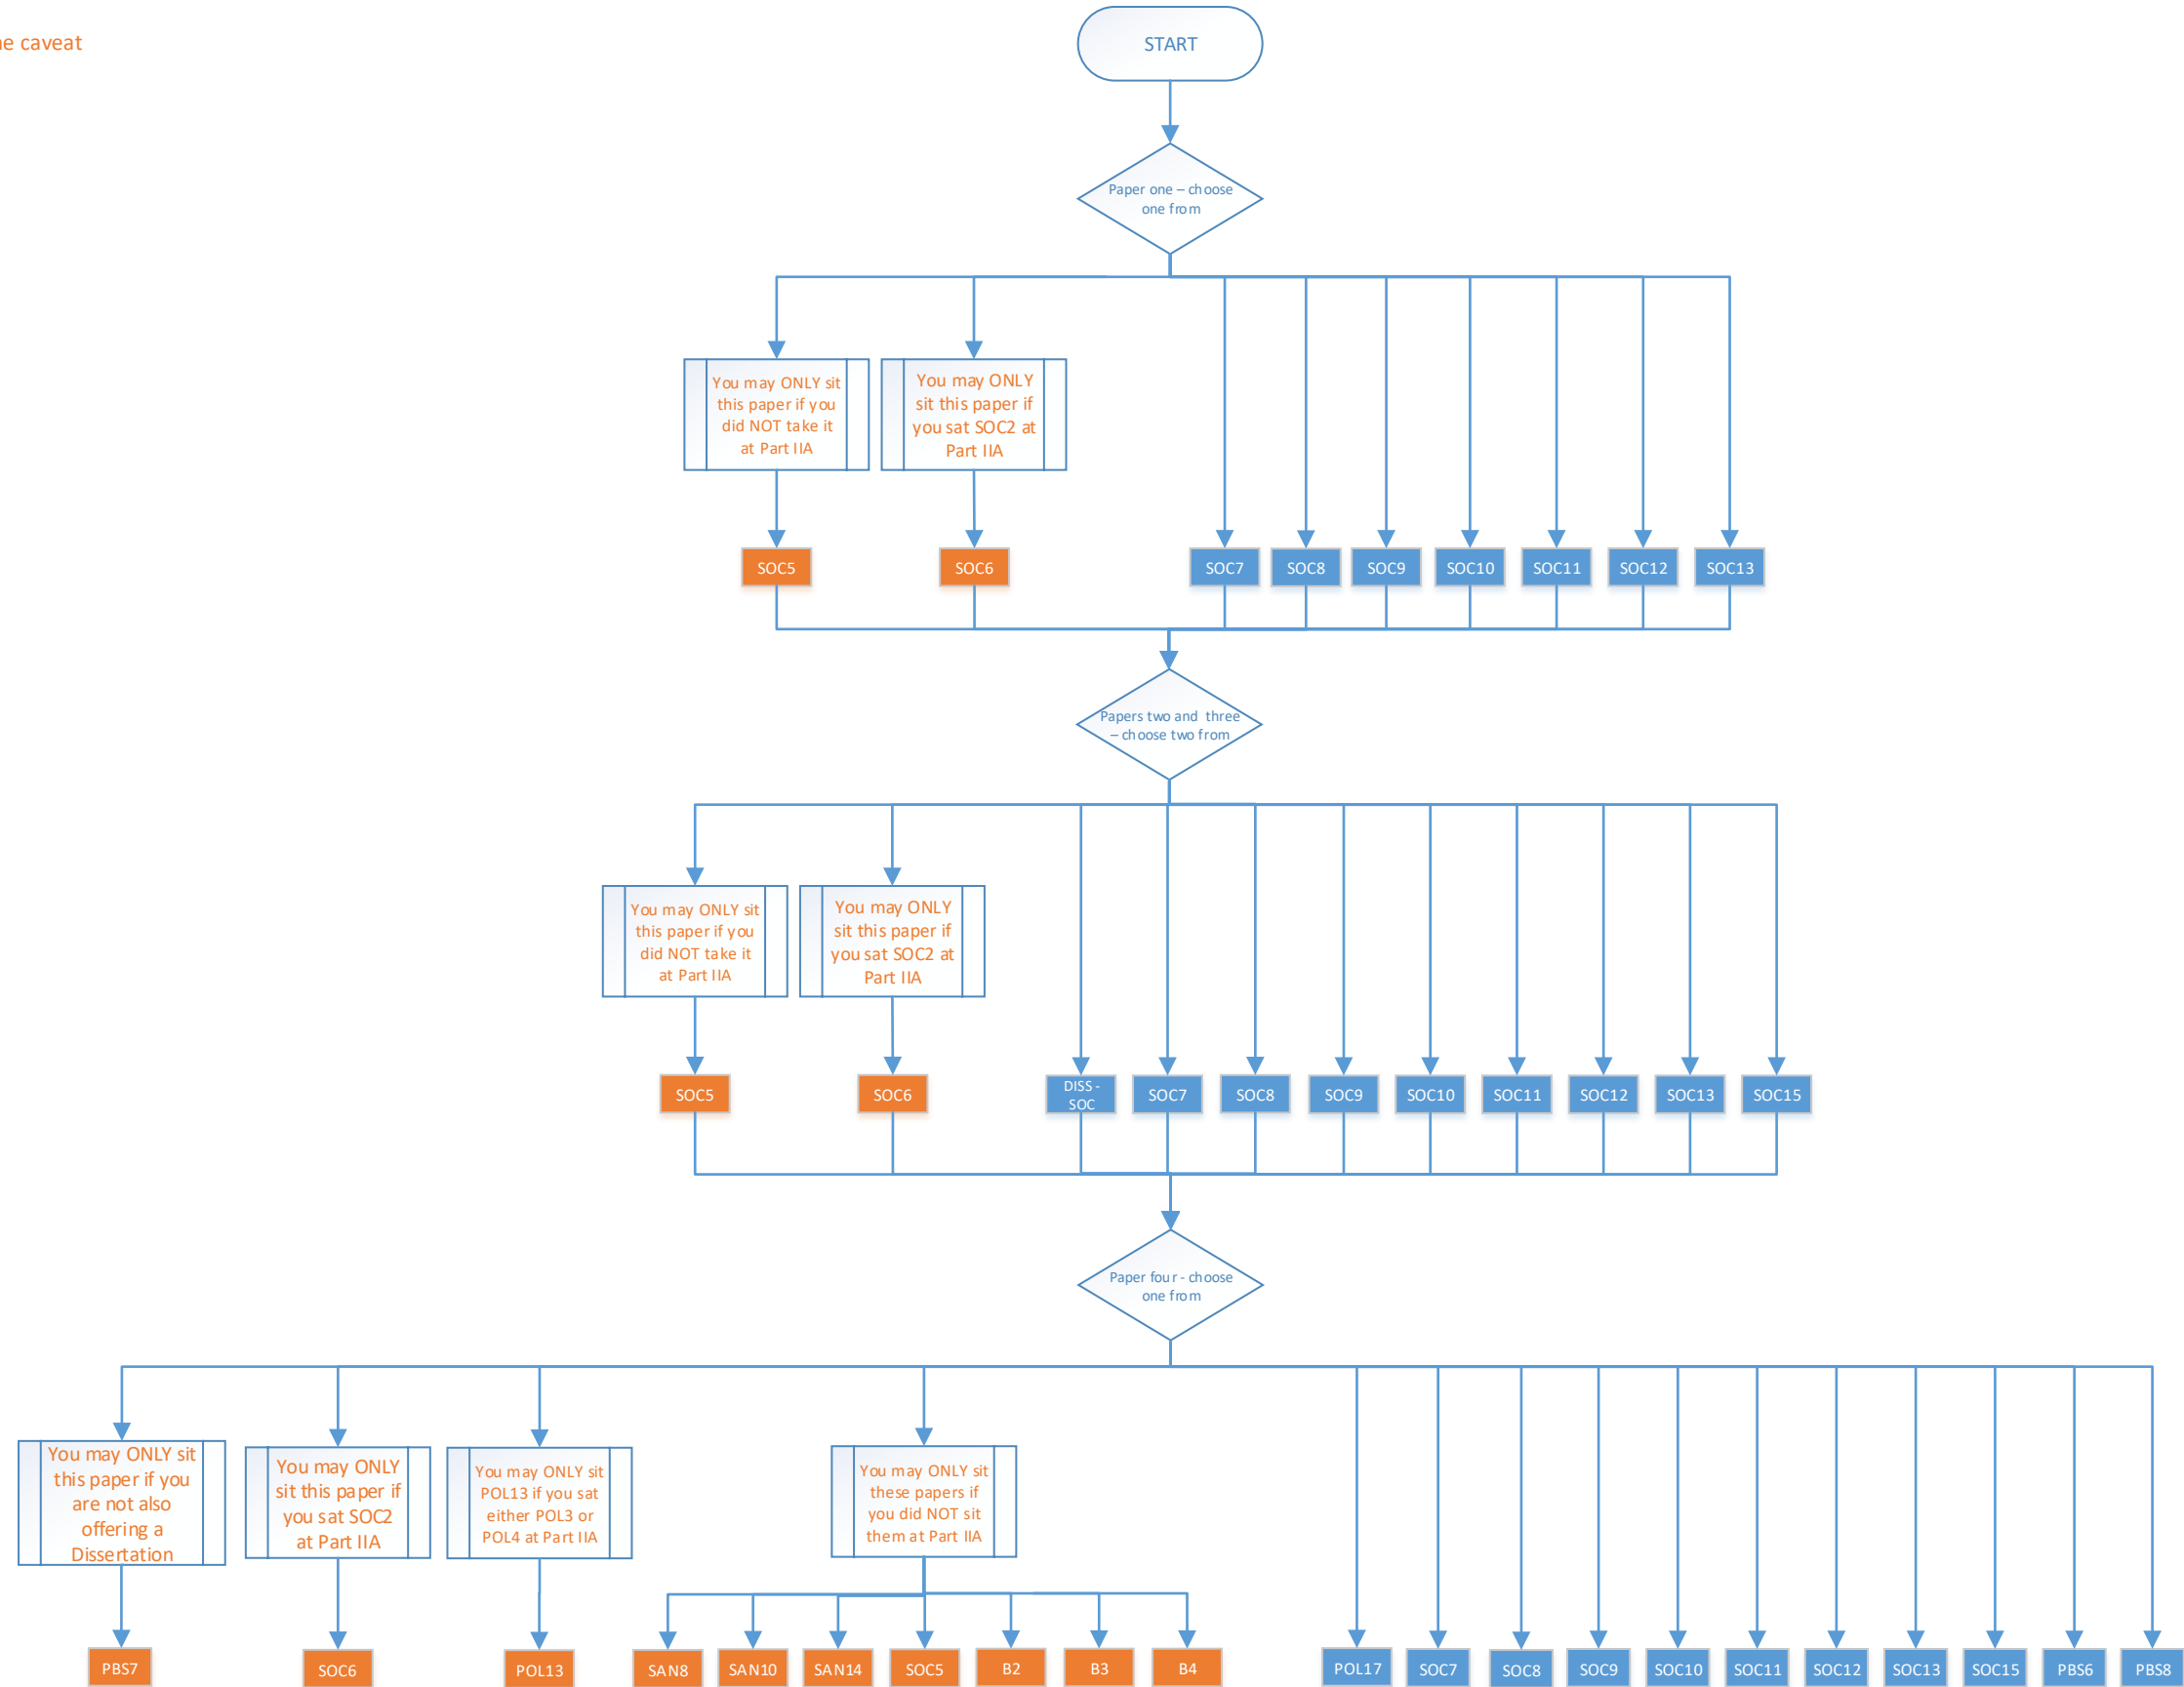 caveat
START
Paper one – choose
one from
You may ONLY sit
this paper if you
did NOT take it
at Part IIA
You may ONLY
sit this paper if
you sat SOC2 at
Part IIA
SOC5
SOC6
SOC7
SOC8
SOC9
SOC10
SOC11
SOC12
SOC13
Papers two and three
– choose two from
You may ONLY sit
this paper if you
did NOT take it
at Part IIA
You may ONLY
sit this paper if
you sat SOC2 at
Part IIA
SOC5
SOC6
DISS -
SOC
SOC7
SOC8
SOC9
SOC10
SOC11
SOC12
SOC13
SOC15
Paper four - choose
one from
You may ONLY sit
this paper if you
are not also
offering a
Dissertation
You may ONLY
sit this paper if
you sat SOC2
at Part IIA
You may ONLY sit
POL13 if you sat
either POL3 or
POL4 at Part IIA
You may ONLY sit
these papers if
you did NOT sit
them at Part IIA
PBS7
SOC6
POL13
SAN8
SAN10
SAN14
SOC5
B2
B3
B4
POL17
SOC7
SOC8
SOC9
SOC10
SOC11
SOC12
SOC13
SOC15
PBS6
PBS8